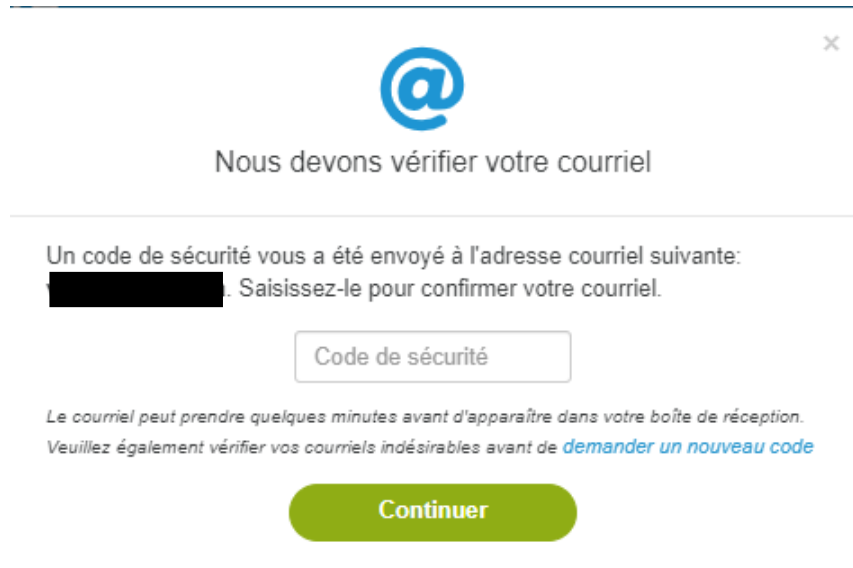 ×
@
Nous devons vérifier votre courriel
Un code de sécurité vous a été envoyé à l'adresse courriel suivante:
. Saisissez-le pour confirmer votre courriel.
Code de sécurité
Le courriel peut prendre quelques minutes avant d'apparaître dans votre boîte de réception.
Veuillez également vérifier vos courriels indésirables avant de demander un nouveau code
Continuer